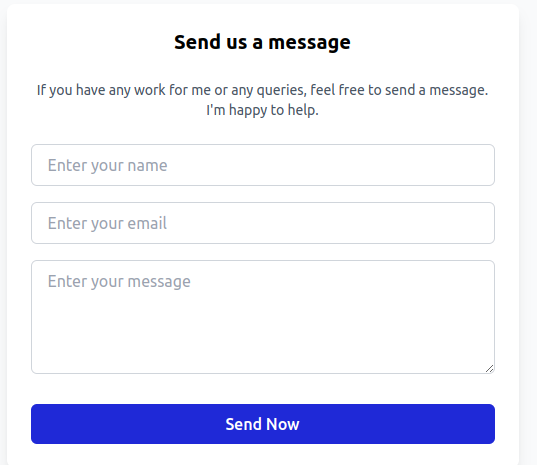 Send us a message
If you have any work for me or any queries, feel free to send a message.
I'm happy to help.
Enter your name
Enter your email
Enter your message
Send Now